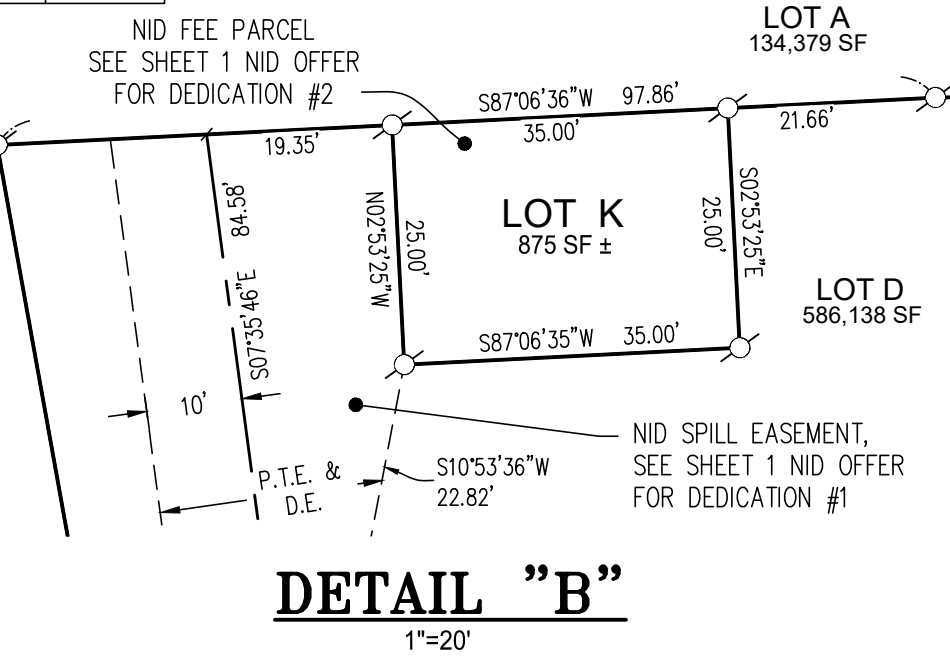 NID FEE PARCEL
SEE SHEET 1 NID OFFER
FOR DEDICATION #2
LOT A
134,379 SF
S87°06'36"W 97.86'
19.35'
35.00'
21.66'
84.58'
S07°35'46"E
N02°53'25"W
25.00'
LOT K
875 SF ±
25.00'
S02°53'25"E
LOT D
586,138 SF
S87°06'35"W 35.00'
10'
P.T.E. &
D.E.
S10°53'36"W
22.82'
NID SPILL EASEMENT,
SEE SHEET 1 NID OFFER
FOR DEDICATION #1
DETAIL "B"
1"=20'